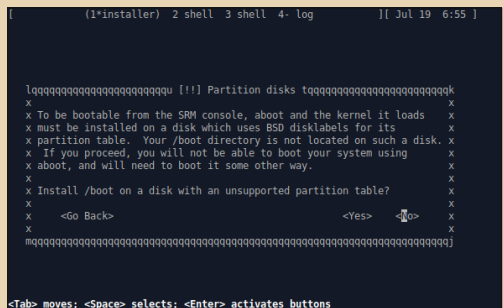 [ (1*installer) 2 shell 3 shell 4- log ][ Jul 19 6:55 ]
lqqqqqqqqqqqqqqqqqqqqqqqqu [!!] Partition disks tqqqqqqqqqqqqqqqqqqqqqqqqk
x x
x To be bootable from the SRM console, aboot and the kernel it loads x
x must be installed on a disk which uses BSD disklabels for its x
x partition table. Your /boot directory is not located on such a disk. x
x If you proceed, you will not be able to boot your system using x
x aboot, and will need to boot it some other way. x
x x
x Install /boot on a disk with an unsupported partition table? x
x x
x <Go Back> <Yes> <No> x
x x
mqqqqqqqqqqqqqqqqqqqqqqqqqqqqqqqqqqqqqqqqqqqqqqqqqqqqqqqqqqqqqqqqqqqqqqqj
<Tab> moves; <Space> selects; <Enter> activates buttons